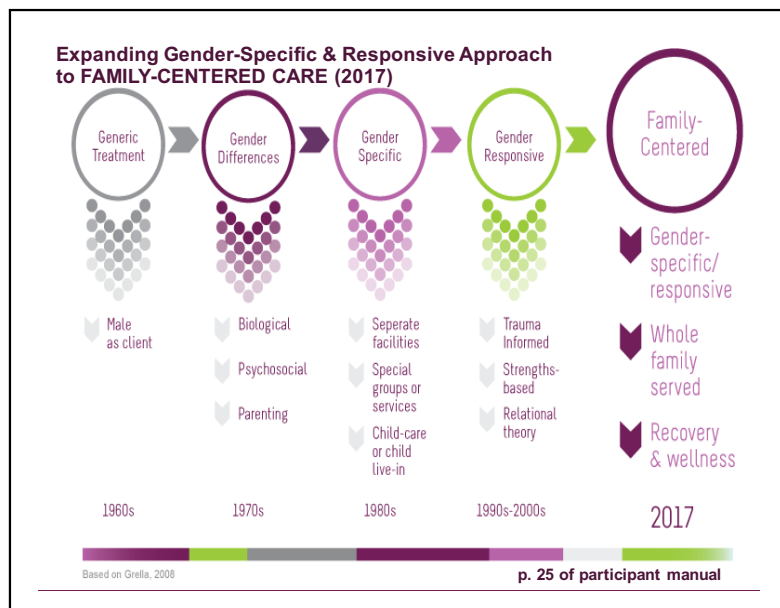 Expanding Gender-Specific & Responsive Approach
to FAMILY-CENTERED CARE (2017)
Generic
Treatment
Gender
Differences
Gender
Specific
Gender
Responsive
Family-
Centered
Male
as client
Biological
Psychosocial
Parenting
Seperate
facilities
Special
groups or
services
Child-care
or child
live-in
Trauma
Informed
Strengths-
based
Relational
theory
Gender-
specific/
responsive
Whole
family
served
Recovery
& wellness
1960s
1970s
1980s
1990s-2000s
2017
Based on Grella, 2008
p. 25 of participant manual